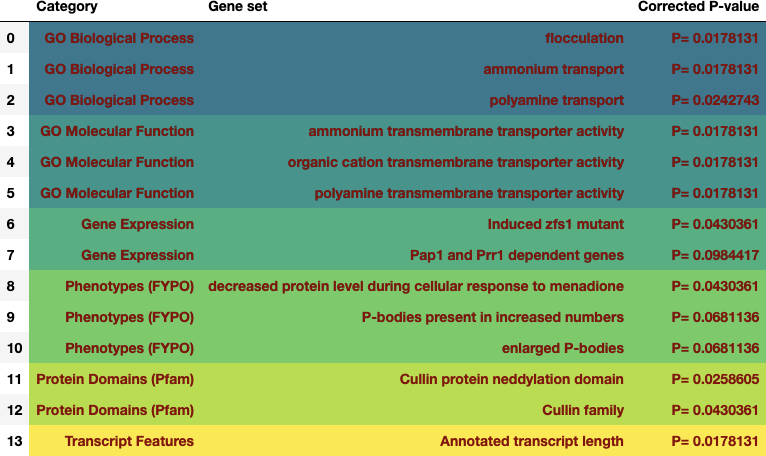 Category Gene set Corrected P-value
0 GO Biological Process flocculation P= 0.0178131
1 GO Biological Process ammonium transport P= 0.0178131
2 GO Biological Process polyamine transport P= 0.0242743
3 GO Molecular Function ammonium transmembrane transporter activity P= 0.0178131
4 GO Molecular Function organic cation transmembrane transporter activity P= 0.0178131
5 GO Molecular Function polyamine transmembrane transporter activity P= 0.0178131
6 Gene Expression Induced zfs1 mutant P= 0.0430361
7 Gene Expression Pap1 and Prr1 dependent genes P= 0.0984417
8 Phenotypes (FYPO) decreased protein level during cellular response to menadione P= 0.0430361
9 Phenotypes (FYPO) P-bodies present in increased numbers P= 0.0681136
10 Phenotypes (FYPO) enlarged P-bodies P= 0.0681136
11 Protein Domains (Pfam) Cullin protein neddylation domain P= 0.0258605
12 Protein Domains (Pfam) Cullin family P= 0.0430361
13 Transcript Features Annotated transcript length P= 0.0178131